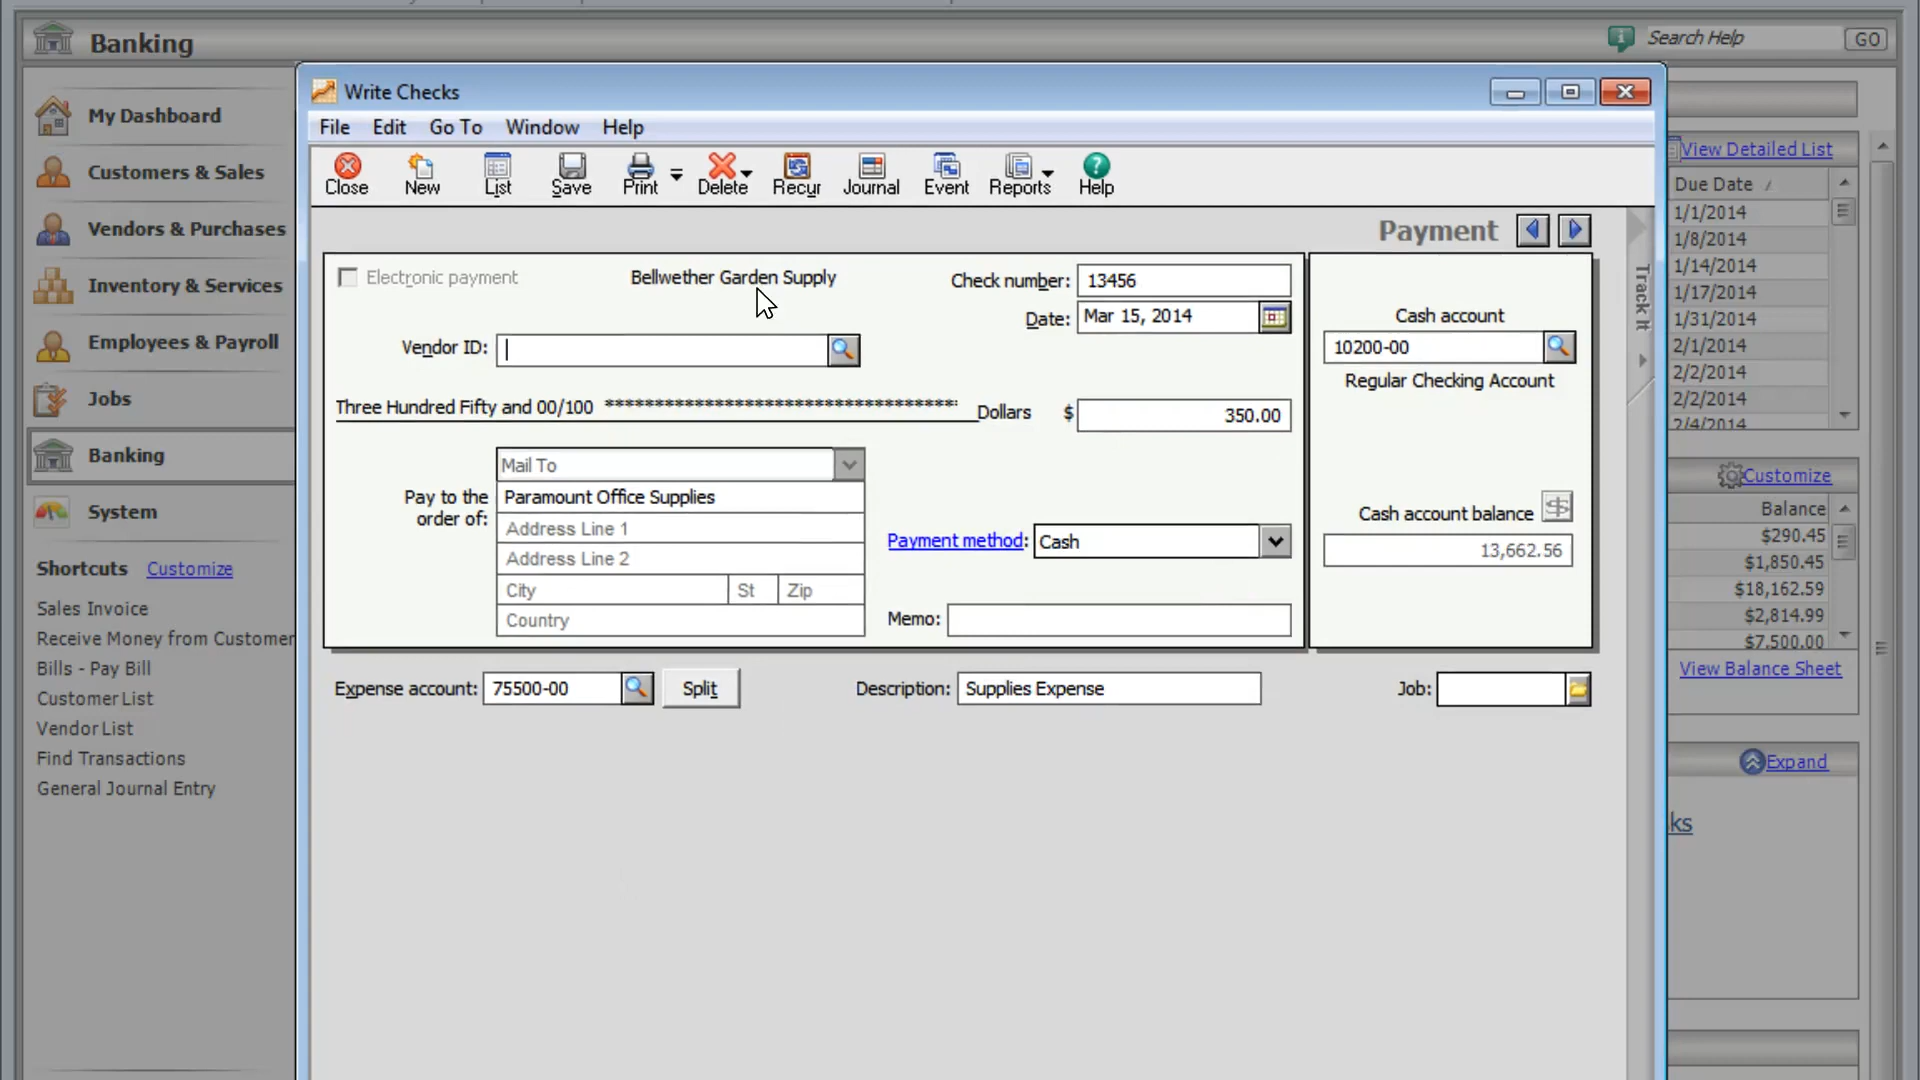 Banking
Search Help
GO
My Dashboard
Customers & Sales
Vendors & Purchases
Inventory & Services
Employees & Payroll
Jobs
Banking
System
Shortcuts Customize
Sales Invoice
Receive Money from Customer
Bills - Pay Bill
Customer List
Vendor List
Find Transactions
General Journal Entry
Write Checks
File Edit Go To Window Help
Close New List Save Print Delete Recur Journal Event Reports Help
Payment
Track It
Electronic payment
Bellwether Garden Supply
Check number: 13456
Date: Mar 15, 2014
Vendor ID:
Three Hundred Fifty and 00/100 ************************************ Dollars $ 350.00
Mail To
Pay to the order of: Paramount Office Supplies
Address Line 1
Address Line 2
City St Zip
Country
Payment method: Cash
Memo:
Cash account
10200-00
Regular Checking Account
Cash account balance
13,662.56
Expense account: 75500-00 Split Description: Supplies Expense Job:
View Detailed List
Due Date
1/1/2014
1/8/2014
1/14/2014
1/17/2014
1/31/2014
2/1/2014
2/2/2014
2/2/2014
2/4/2014
Customize
Balance
$290.45
$1,850.45
$18,162.59
$2,814.99
$7,500.00
View Balance Sheet
Expand
ks